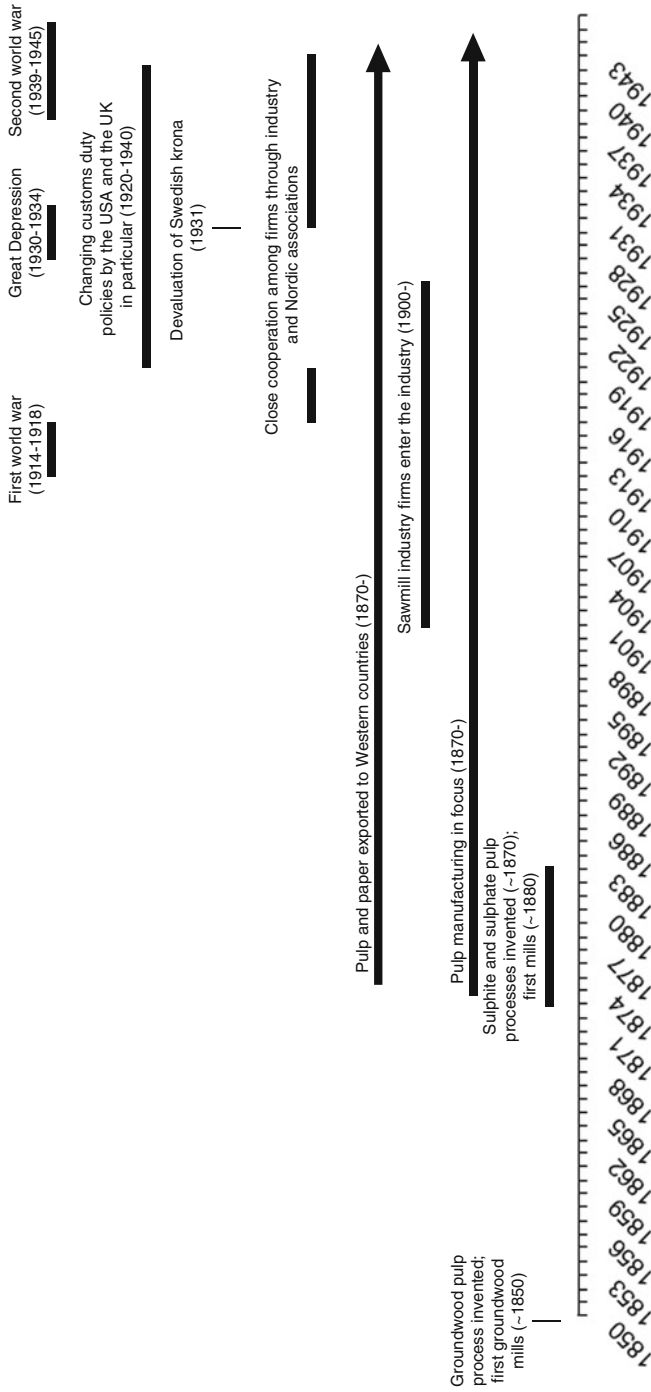 First world war
(1914-1918)
Great Depression
(1930-1934)
Second world war
(1939-1945)
Changing customs duty
policies by the USA and the UK
in particular (1920-1940)
Devaluation of Swedish krona
(1931)
Close cooperation among firms through industry
and Nordic associations
Pulp and paper exported to Western countries (1870-)
Sawmill industry firms enter the industry (1900-)
Pulp manufacturing in focus (1870-)
Groundwood pulp
process invented;
first groundwood
mills (~1850)
Sulphite and sulphate pulp
processes invented (~1870);
first mills (~1880)
1850
1853
1856
1859
1862
1865
1868
1871
1874
1877
1880
1883
1886
1889
1892
1895
1898
1901
1904
1907
1910
1913
1916
1919
1922
1925
1928
1931
1934
1937
1940
1943